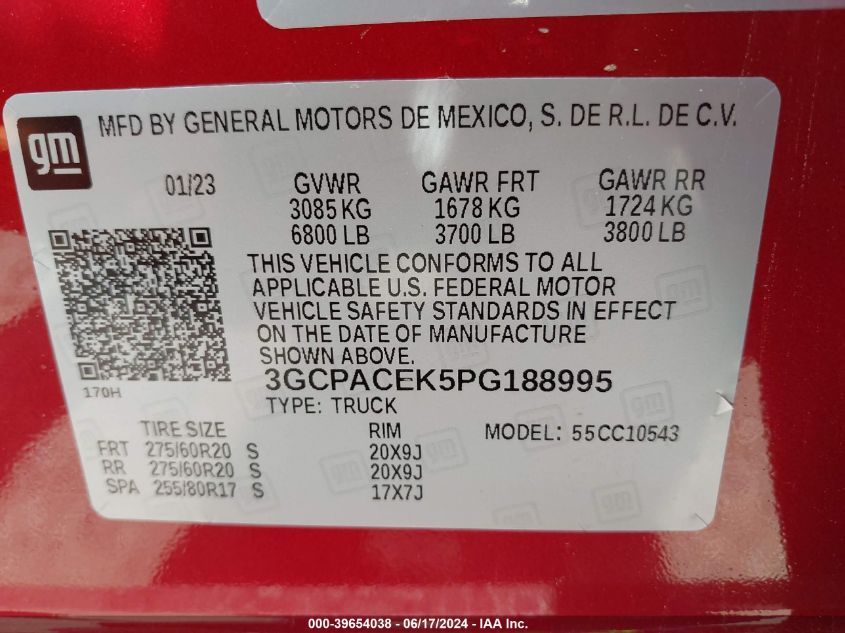 gm
MFD BY GENERAL MOTORS DE MEXICO, S. DE R.L. DE C.V.
01/23 GVWR GAWR FRT GAWR RR
3085 KG 1678 KG 1724 KG
6800 LB 3700 LB 3800 LB
THIS VEHICLE CONFORMS TO ALL
APPLICABLE U.S. FEDERAL MOTOR
VEHICLE SAFETY STANDARDS IN EFFECT
ON THE DATE OF MANUFACTURE
SHOWN ABOVE.
3GCPACEK5PG188995
170H
TYPE: TRUCK
TIRE SIZE RIM MODEL: 55CC10543
FRT 275/60R20 S 20X9J
RR 275/60R20 S 20X9J
SPA 255/80R17 S 17X7J
000-39654038 - 06/17/2024 - IAA Inc.